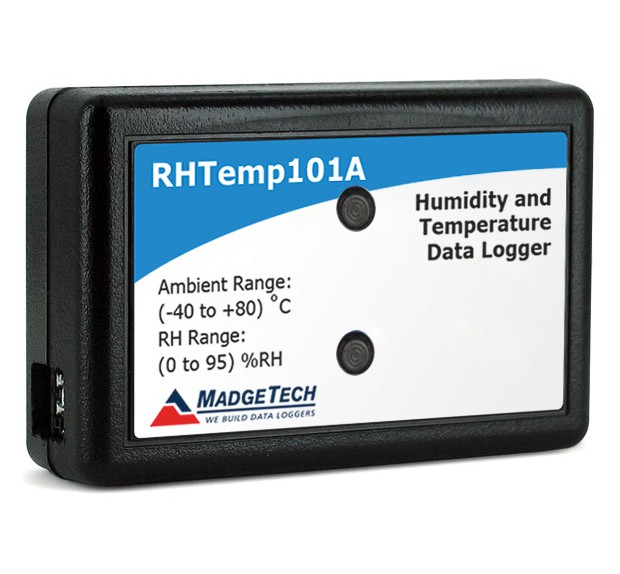 RHTemp101A
Humidity and
Temperature
Data Logger
Ambient Range:
(-40 to +80) °C
RH Range:
(0 to 95) %RH
MADGETECH
WE BUILD DATA LOGGERS